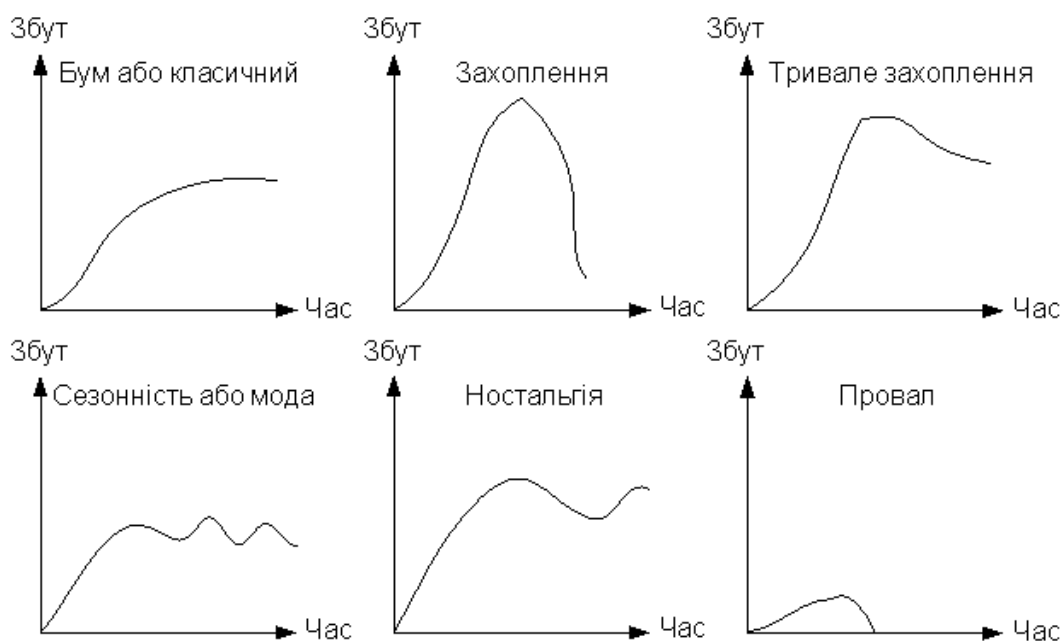 Збут
Бум або класичний
Час
Збут
Захоплення
Час
Збут
Тривале захоплення
Час
Збут
Сезонність або мода
Час
Збут
Ностальгія
Час
Збут
Провал
Час